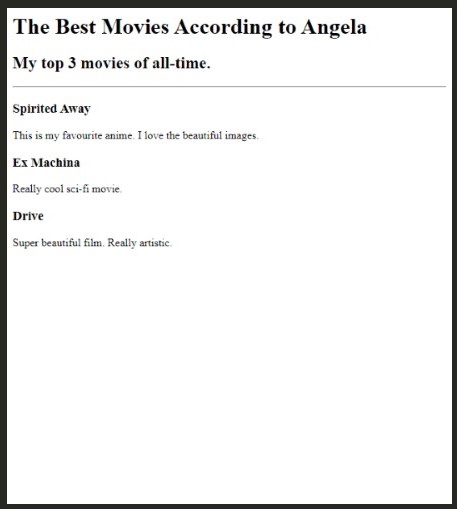 The Best Movies According to Angela
My top 3 movies of all-time.
Spirited Away
This is my favourite anime. I love the beautiful images.
Ex Machina
Really cool sci-fi movie.
Drive
Super beautiful film. Really artistic.